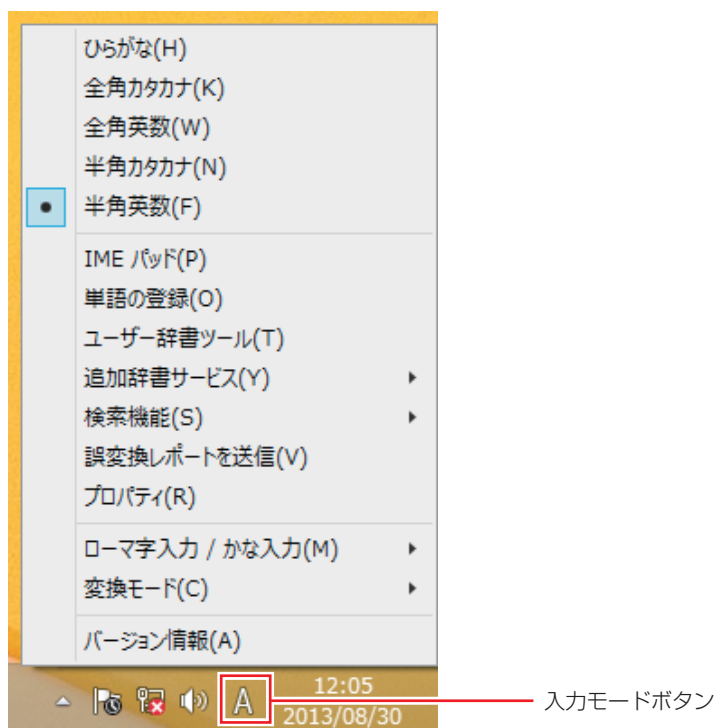 ひらがな(H)
全角カタカナ(K)
全角英数(W)
半角カタカナ(N)
半角英数(F)
IME パッド(P)
単語の登録(O)
ユーザー辞書ツール(T)
追加辞書サービス(Y)
検索機能(S)
誤変換レポートを送信(V)
プロパティ(R)
ローマ字入力 / かな入力(M)
変換モード(C)
バージョン情報(A)
A
12:05
2013/08/30
入力モードボタン